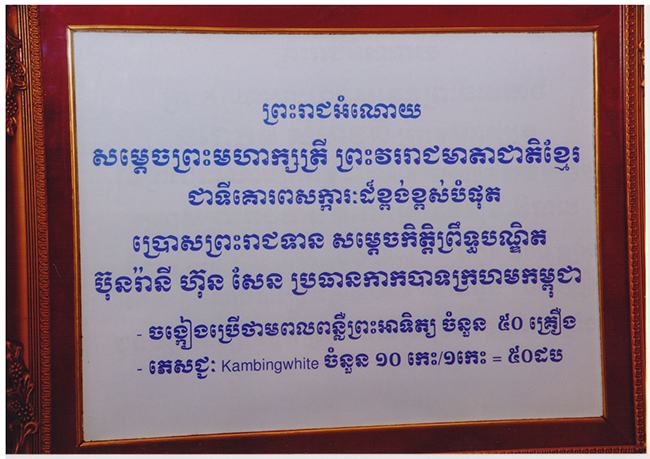 ព្រះរាជអំណោយ
សម្តេចព្រះមហាក្សត្រី ព្រះវររាជមាតាជាតិខ្មែរ
ជាទីគោរពសក្ការៈដ៏ខ្ពង់ខ្ពស់បំផុត
ប្រោសព្រះរាជទាន សម្តេចកិត្តិព្រឹទ្ធបណ្ឌិត
ប៊ុនរ៉ានី ហ៊ុន សែន ប្រធានកាកបាទក្រហមកម្ពុជា
- ចង្កៀងប្រើថាមពលពន្លឺព្រះអាទិត្យ ចំនួន ៥០ គ្រឿង
- ភេសជ្ជៈ Kambingwhite ចំនួន ១០ កេះ/១កេះ = ៥០ដប